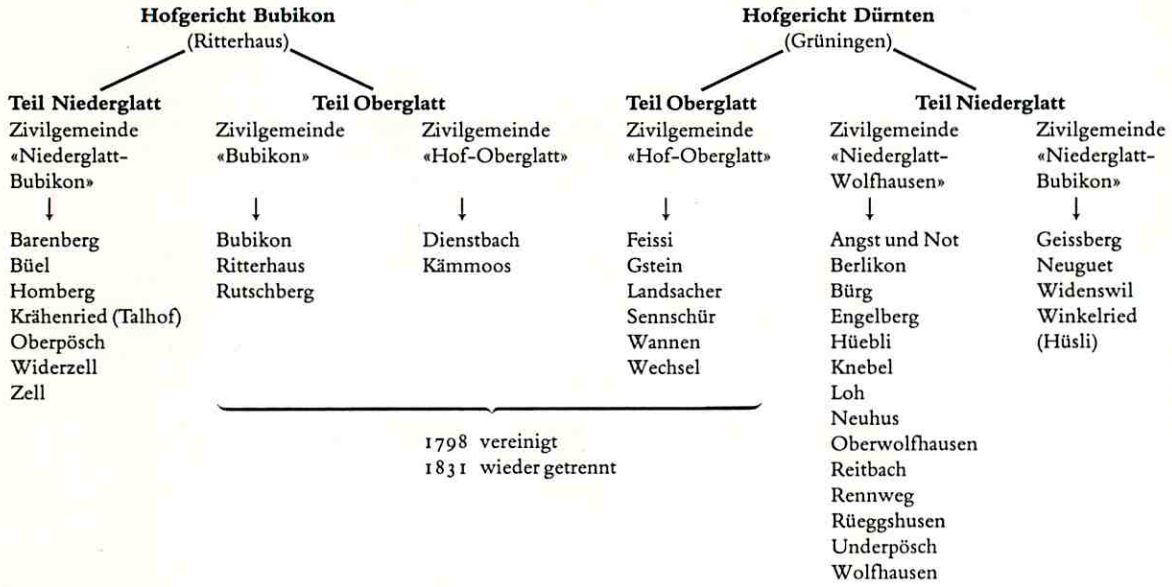 Hofgericht Bubikon
(Ritterhaus)
Teil Niederglatt
Zivilgemeinde
«Niederglatt-
Bubikon»
↓
Barenberg
Büel
Homberg
Krähenried (Talhof)
Oberpösch
Widerzell
Zell
Teil Oberglatt
Zivilgemeinde
«Bubikon»
↓
Bubikon
Ritterhaus
Rutschberg
Zivilgemeinde
«Hof-Oberglatt»
↓
Dienstbach
Kämmoos
Hofgericht Dürnten
(Grüningen)
Teil Oberglatt
Zivilgemeinde
«Hof-Oberglatt»
↓
Feissi
Gstein
Landsacher
Sennschür
Wannen
Wechsel
1798 vereinigt
1831 wieder getrennt
Teil Niederglatt
Zivilgemeinde
«Niederglatt-
Wolfhausen»
↓
Angst und Not
Berlikon
Bürg
Engelberg
Hüebli
Knebel
Loh
Neuhus
Oberwolfhausen
Reitbach
Rennweg
Rüeggshusen
Underpösch
Wolfhausen
Zivilgemeinde
«Niederglatt-
Bubikon»
↓
Geissberg
Neuguet
Widenswil
Winkelried
(Hüsli)